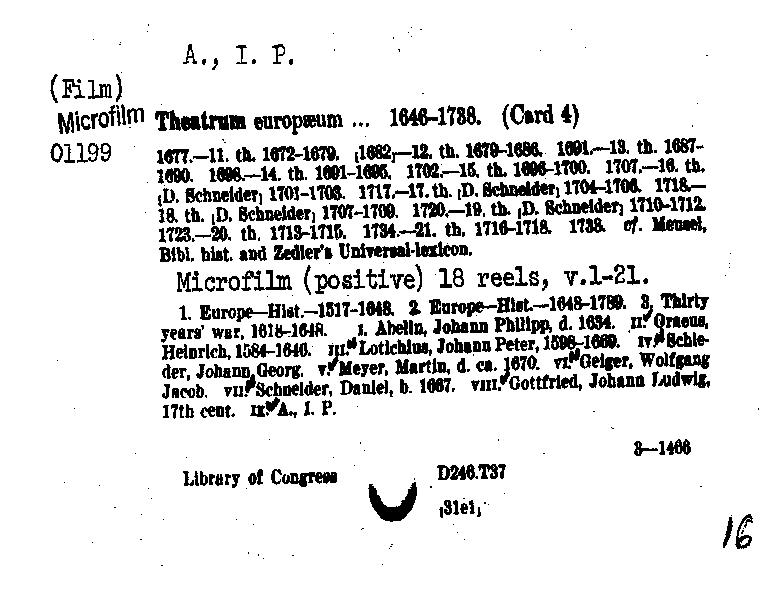 A., I. P.
(Film)
Microfilm
01199
Theatrum europæum ... 1646-1738. (Card 4)
1677.—11. th. 1672-1679. [1682]—12. th. 1679-1686. 1691.—13. th. 1687-
1690. 1698.—14. th. 1691-1695. 1702.—15. th. 1696-1700. 1707.—16. th.
[D. Schneider] 1701-1703. 1717.—17. th. [D. Schneider] 1704-1706. 1718.—
18. th. [D. Schneider] 1707-1709. 1720.—19. th. [D. Schneider] 1710-1712.
1723.—20. th. 1713-1715. 1734.—21. th. 1716-1718. 1738. cf. Meusel,
Bibl. hist. and Zedler's Universal-lexicon.
Microfilm (positive) 18 reels, v.1-21.
1. Europe—Hist.—1517-1648. 2. Europe—Hist.—1648-1789. 3. Thirty
years' war, 1618-1648. I. Abelin, Johann Philipp, d. 1634. II. Oraeus,
Heinrich, 1584-1646. III. Lotichius, Johann Peter, 1598-1669. IV. Schle-
der, Johann Georg. V. Meyer, Martin, d. ca. 1670. VI. Geiger, Wolfgang
Jacob. VII. Schneider, Daniel, b. 1667. VIII. Gottfried, Johann Ludwig,
17th cent. IX. A., I. P.
3—1466
Library of Congress D246.T37
[31e1]
16